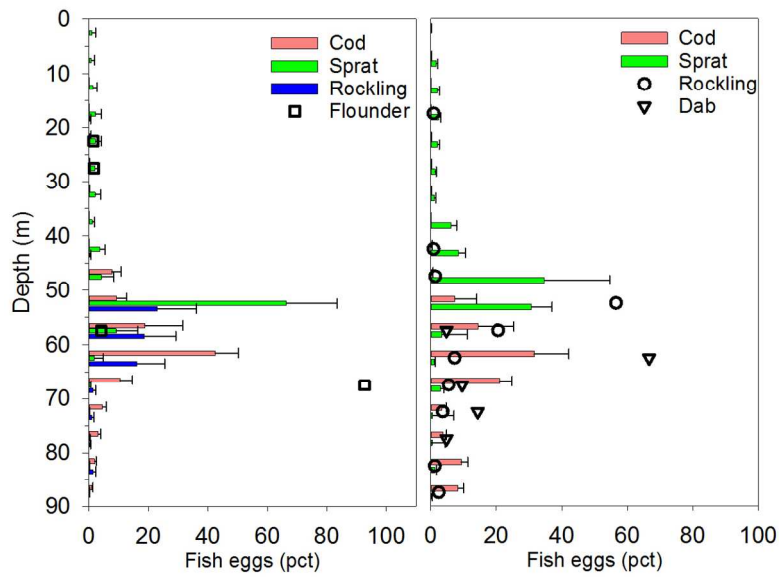 0
10
20
30
40
50
60
70
80
90
Depth (m)
Cod
Sprat
Rockling
Flounder
0 20 40 60 80 100
Fish eggs (pct)
Cod
Sprat
Rockling
Dab
0 20 40 60 80 100
Fish eggs (pct)